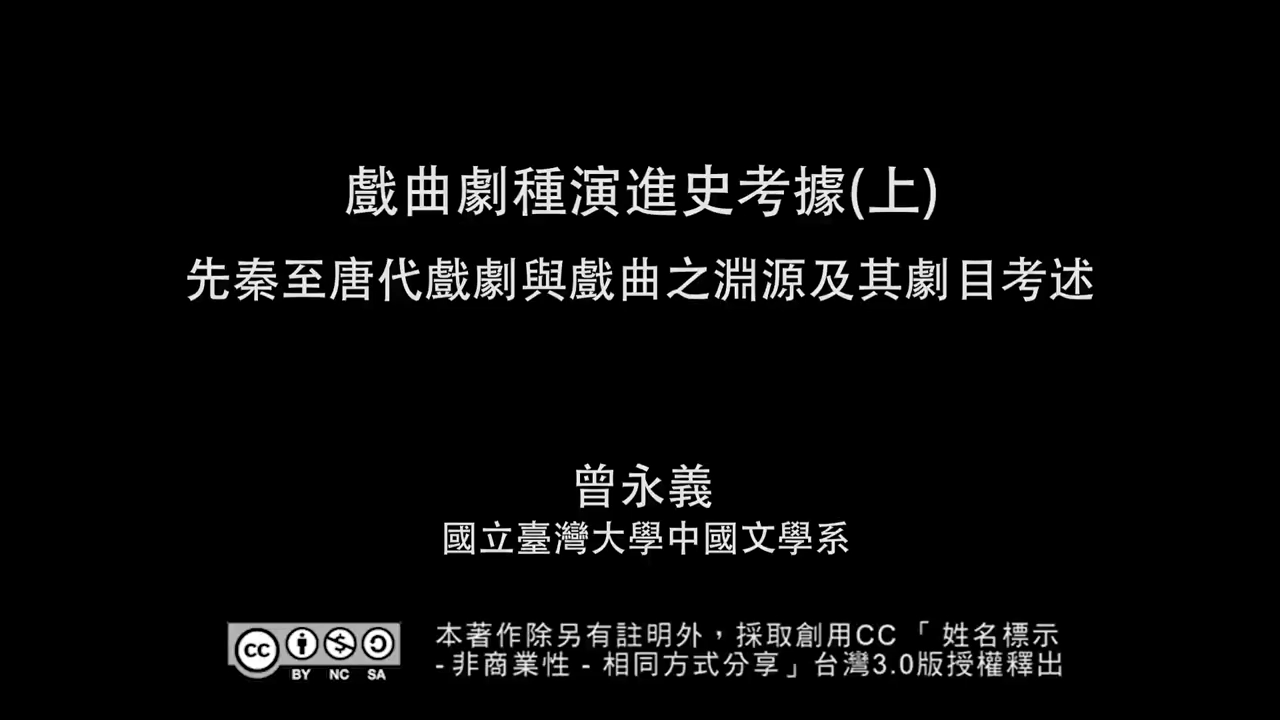 戲曲劇種演進史考據(上)
先秦至唐代戲劇與戲曲之淵源及其劇目考述
曾永義
國立臺灣大學中國文學系
本著作除另有註明外，採取創用CC「 姓名標示
- 非商業性 - 相同方式分享」台灣3.0版授權釋出
cc
BY NC SA